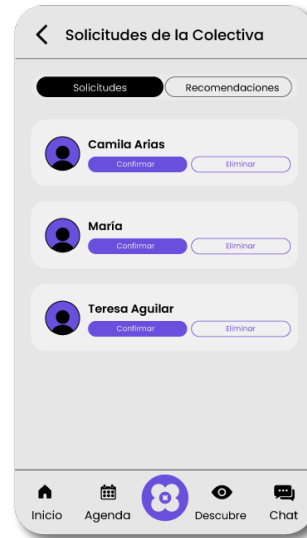 Solicitudes de la Colectiva
Solicitudes Recomendaciones
Camila Arias
Confirmar Eliminar
María
Confirmar Eliminar
Teresa Aguilar
Confirmar Eliminar
Inicio Agenda Descubre Chat